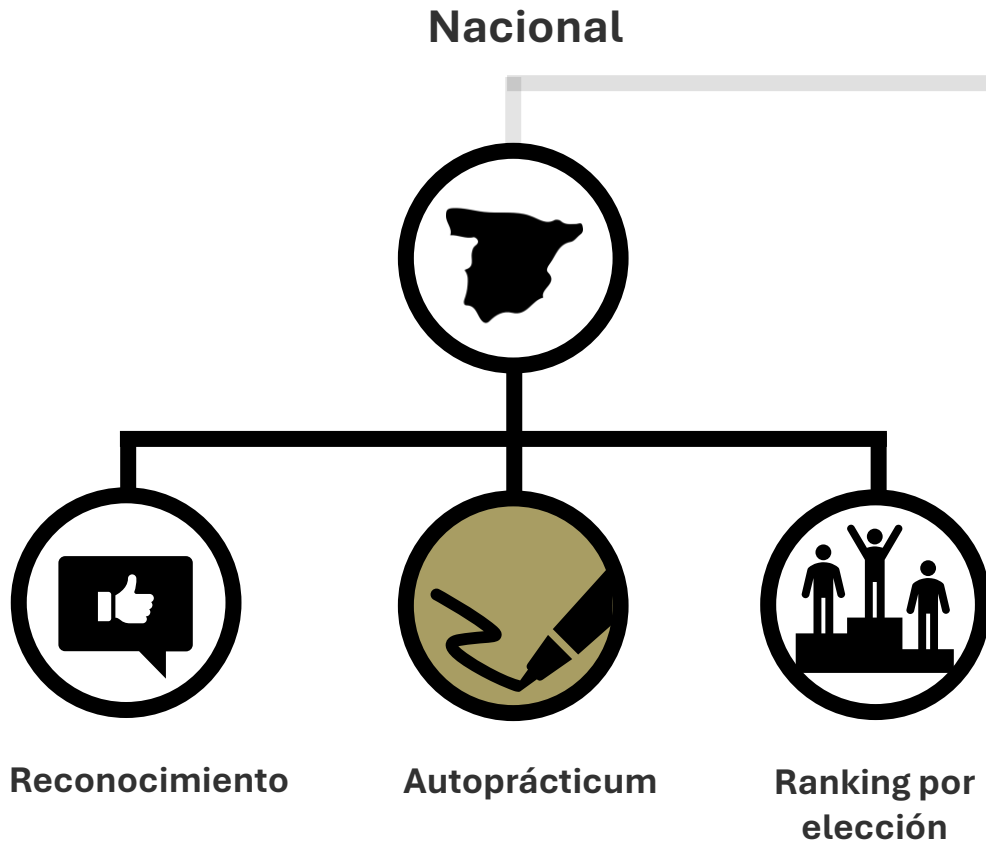 Nacional
Reconocimiento
Autoprácticum
Ranking por
elección